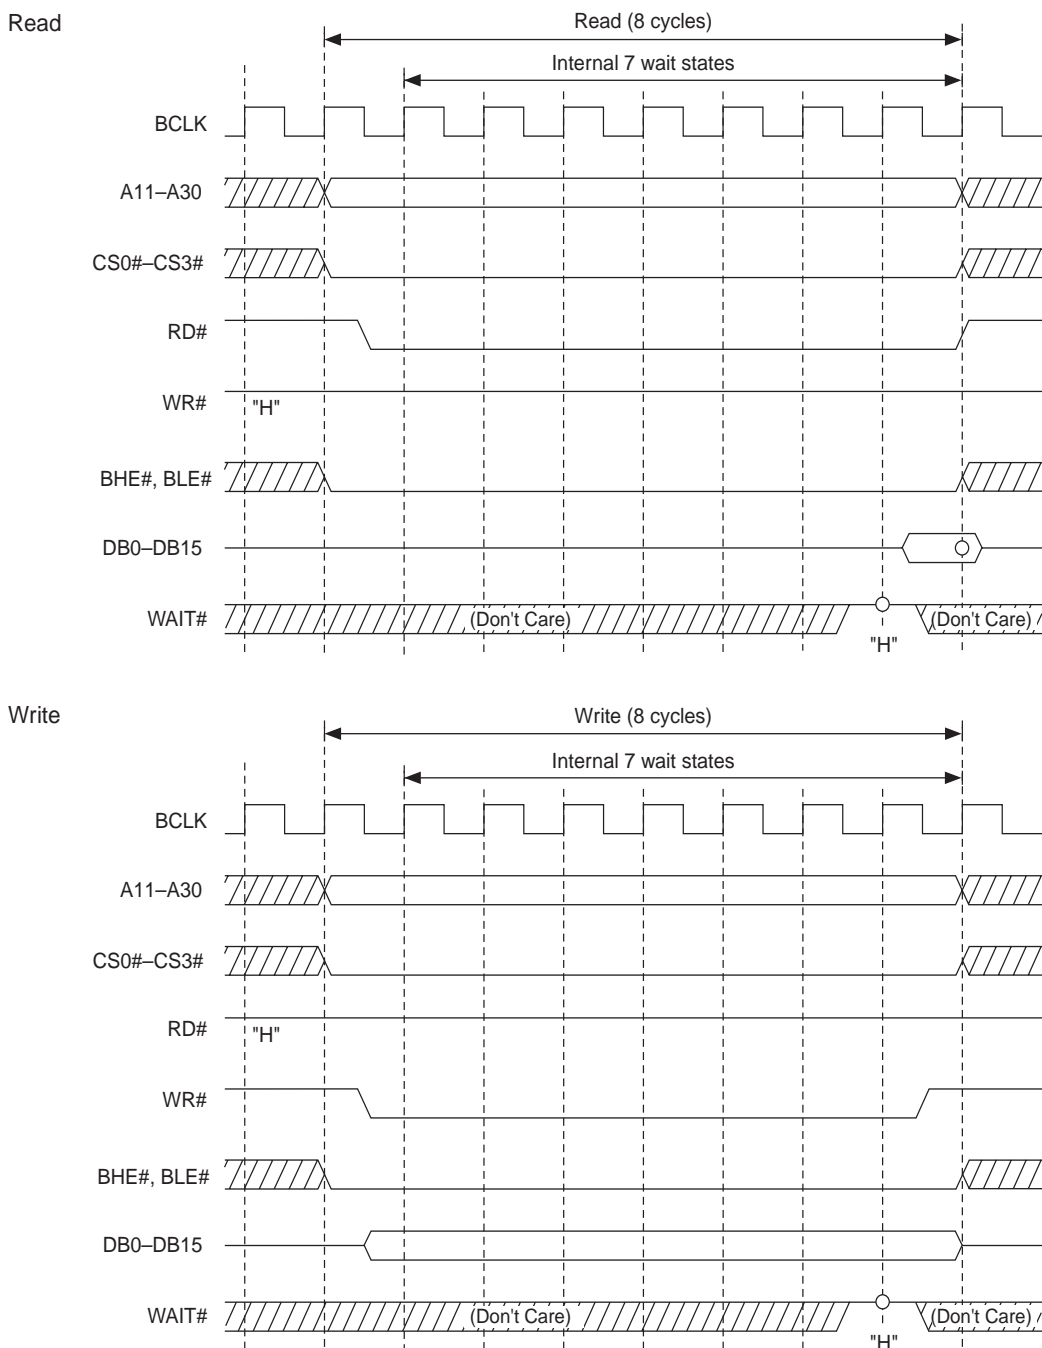 Read
Read (8 cycles)
Internal 7 wait states
BCLK
A11–A30
CS0#–CS3#
RD#
WR#
"H"
BHE#, BLE#
DB0–DB15
WAIT#
(Don't Care)
(Don't Care)
"H"
Write
Write (8 cycles)
Internal 7 wait states
BCLK
A11–A30
CS0#–CS3#
RD#
"H"
WR#
BHE#, BLE#
DB0–DB15
WAIT#
(Don't Care)
(Don't Care)
"H"